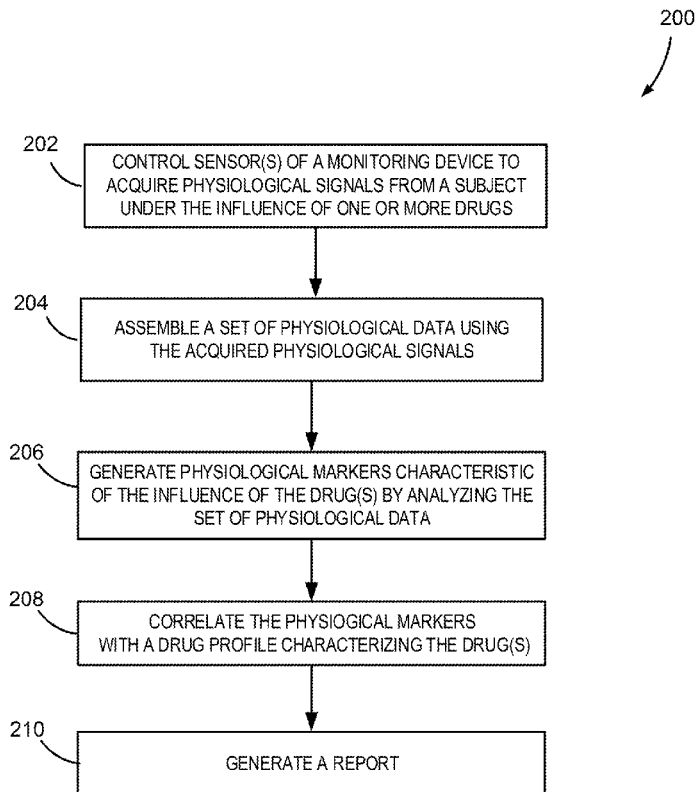 200
202
CONTROL SENSOR(S) OF A MONITORING DEVICE TO
ACQUIRE PHYSIOLOGICAL SIGNALS FROM A SUBJECT
UNDER THE INFLUENCE OF ONE OR MORE DRUGS
204
ASSEMBLE A SET OF PHYSIOLOGICAL DATA USING
THE ACQUIRED PHYSIOLOGICAL SIGNALS
206
GENERATE PHYSIOLOGICAL MARKERS CHARACTERISTIC
OF THE INFLUENCE OF THE DRUG(S) BY ANALYZING THE
SET OF PHYSIOLOGICAL DATA
208
CORRELATE THE PHYSIOGICAL MARKERS
WITH A DRUG PROFILE CHARACTERIZING THE DRUG(S)
210
GENERATE A REPORT